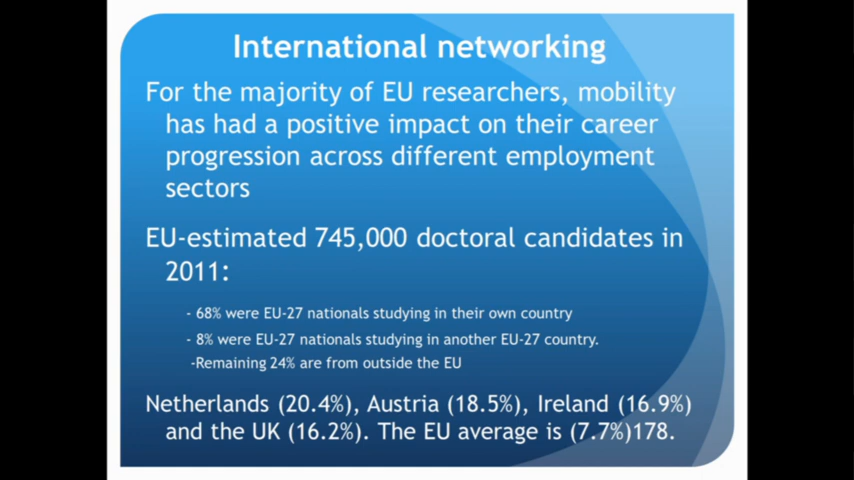 International networking
For the majority of EU researchers, mobility
has had a positive impact on their career
progression across different employment
sectors
EU-estimated 745,000 doctoral candidates in
2011:
- 68% were EU-27 nationals studying in their own country
- 8% were EU-27 nationals studying in another EU-27 country.
-Remaining 24% are from outside the EU
Netherlands (20.4%), Austria (18.5%), Ireland (16.9%)
and the UK (16.2%). The EU average is (7.7%)178.